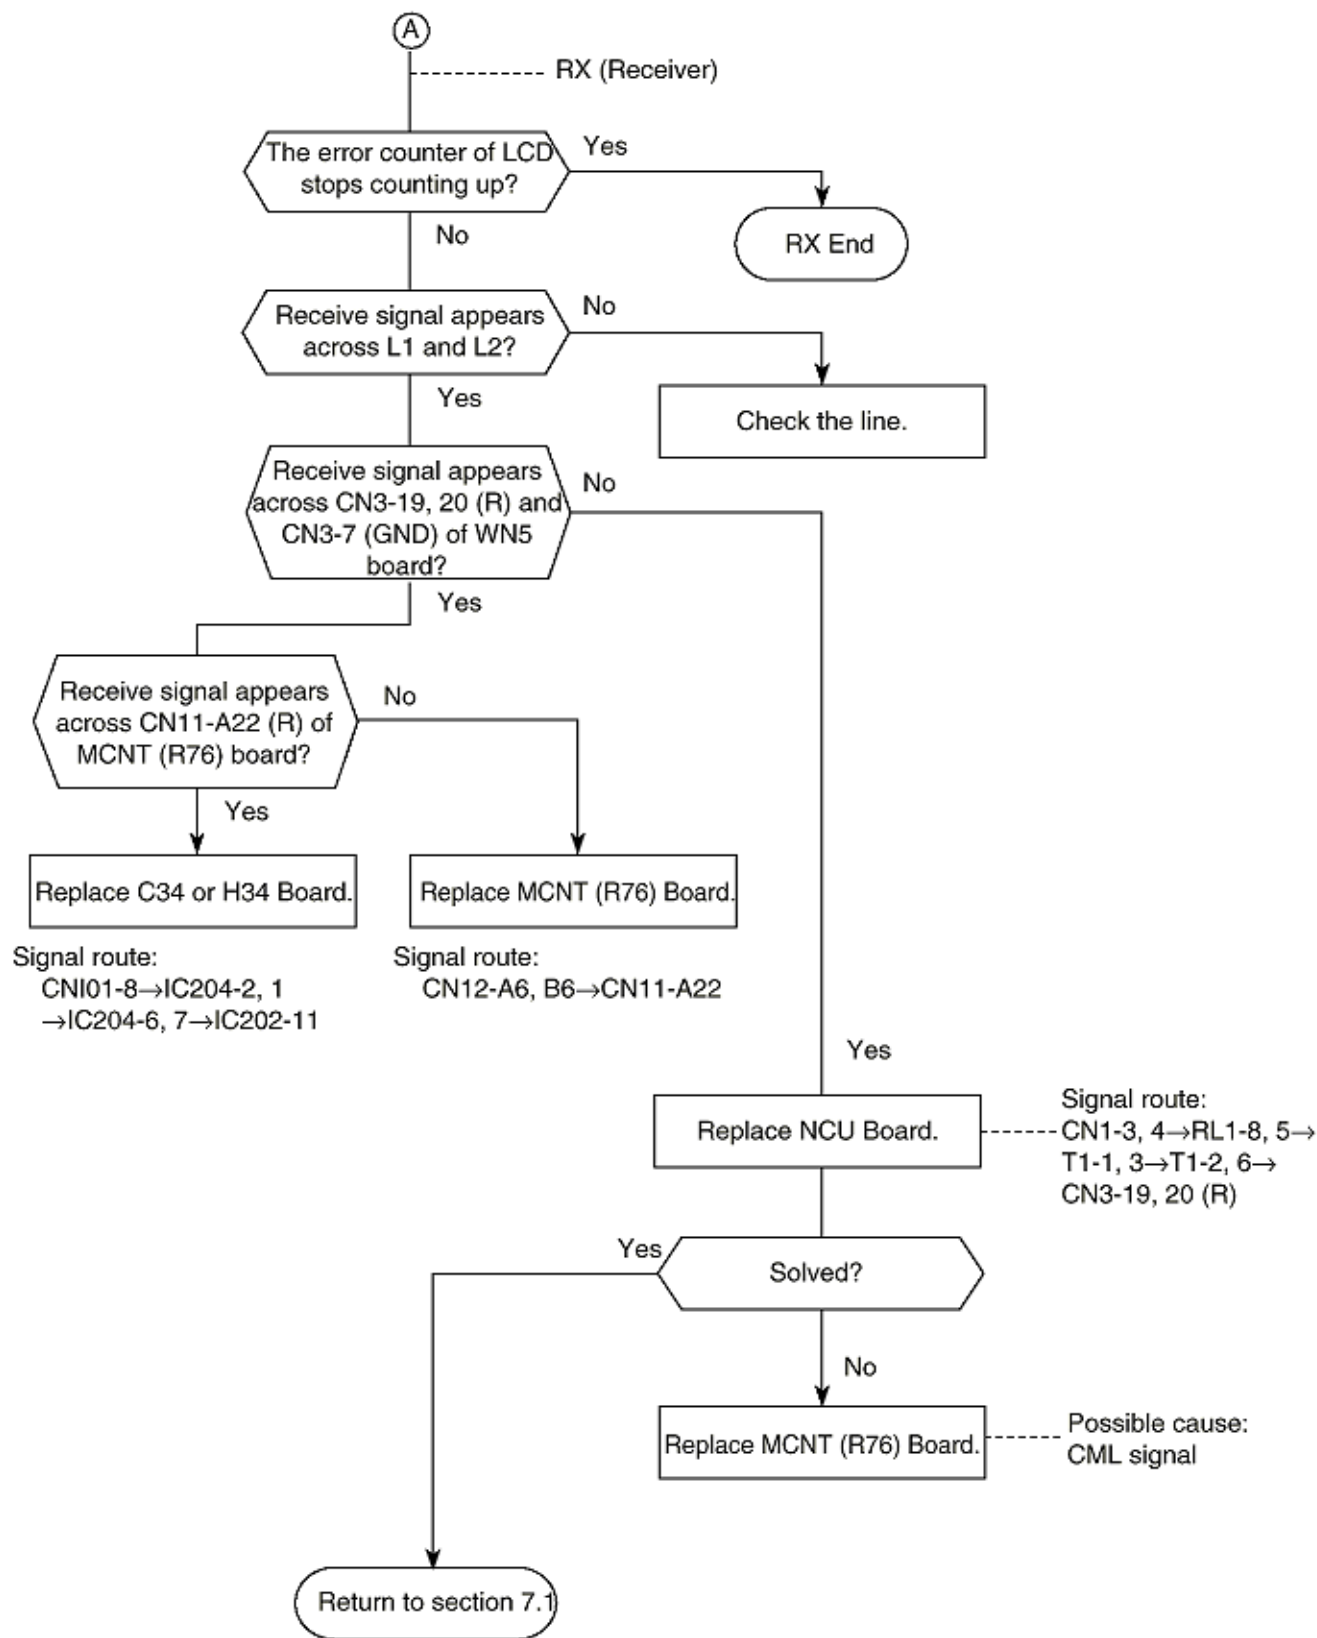 A
RX (Receiver)
The error counter of LCD
stops counting up?
Yes
RX End
No
Receive signal appears
across L1 and L2?
No
Check the line.
Yes
Receive signal appears
across CN3-19, 20 (R) and
CN3-7 (GND) of WN5
board?
No
Yes
Receive signal appears
across CN11-A22 (R) of
MCNT (R76) board?
No
Yes
Replace C34 or H34 Board.
Replace MCNT (R76) Board.
Signal route:
CNI01-8→IC204-2, 1
→IC204-6, 7→IC202-11
Signal route:
CN12-A6, B6→CN11-A22
Yes
Replace NCU Board.
Signal route:
CN1-3, 4→RL1-8, 5→
T1-1, 3→T1-2, 6→
CN3-19, 20 (R)
Yes
Solved?
No
Replace MCNT (R76) Board.
Possible cause:
CML signal
Return to section 7.1